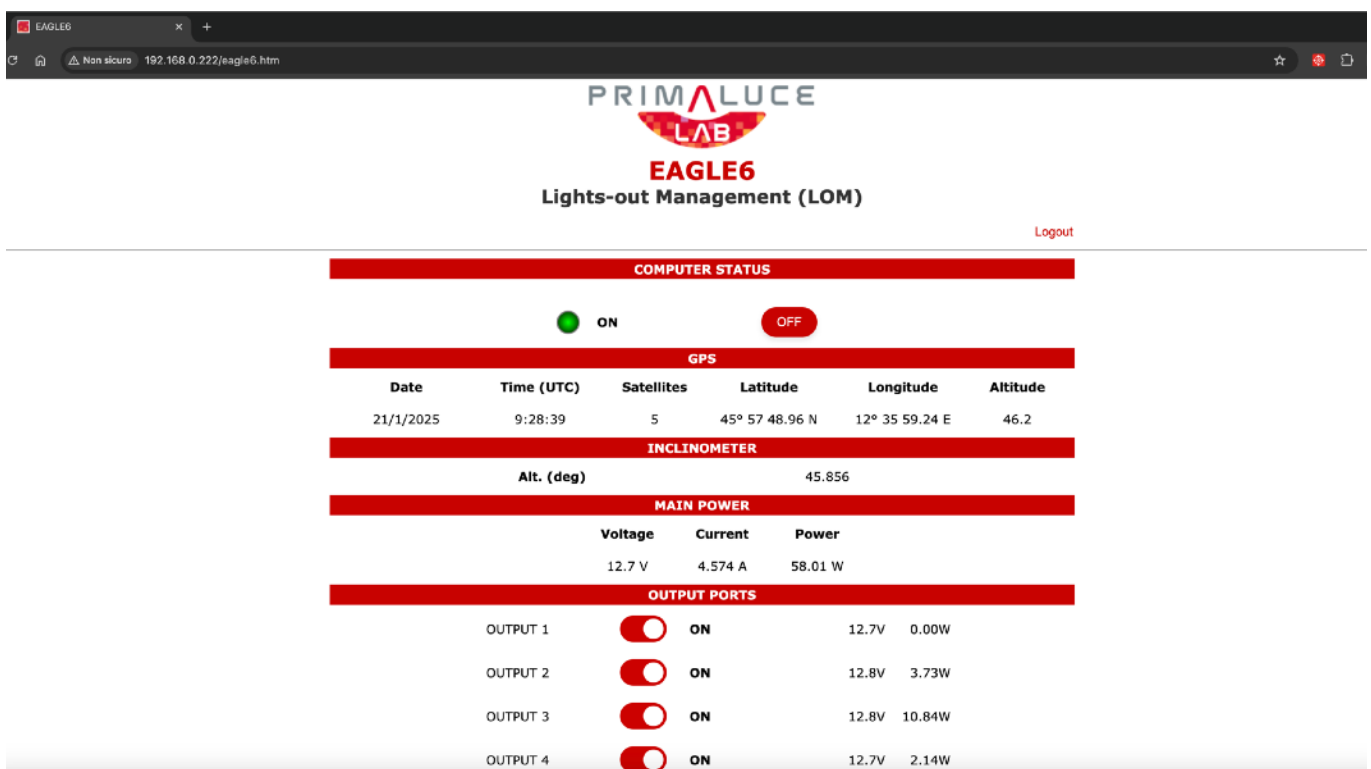 EAGLE6
Non sicuro 192.168.0.222/eagle6.htm
PRIMALUCE
LAB
EAGLE6
Lights-out Management (LOM)
Logout
COMPUTER STATUS
ON OFF
GPS
Date Time (UTC) Satellites Latitude Longitude Altitude
21/1/2025 9:28:39 5 45º 57 48.96 N 12º 35 59.24 E 46.2
INCLINOMETER
Alt. (deg) 45.856
MAIN POWER
Voltage Current Power
12.7 V 4.574 A 58.01 W
OUTPUT PORTS
OUTPUT 1 ON 12.7V 0.00W
OUTPUT 2 ON 12.8V 3.73W
OUTPUT 3 ON 12.8V 10.84W
OUTPUT 4 ON 12.7V 2.14W